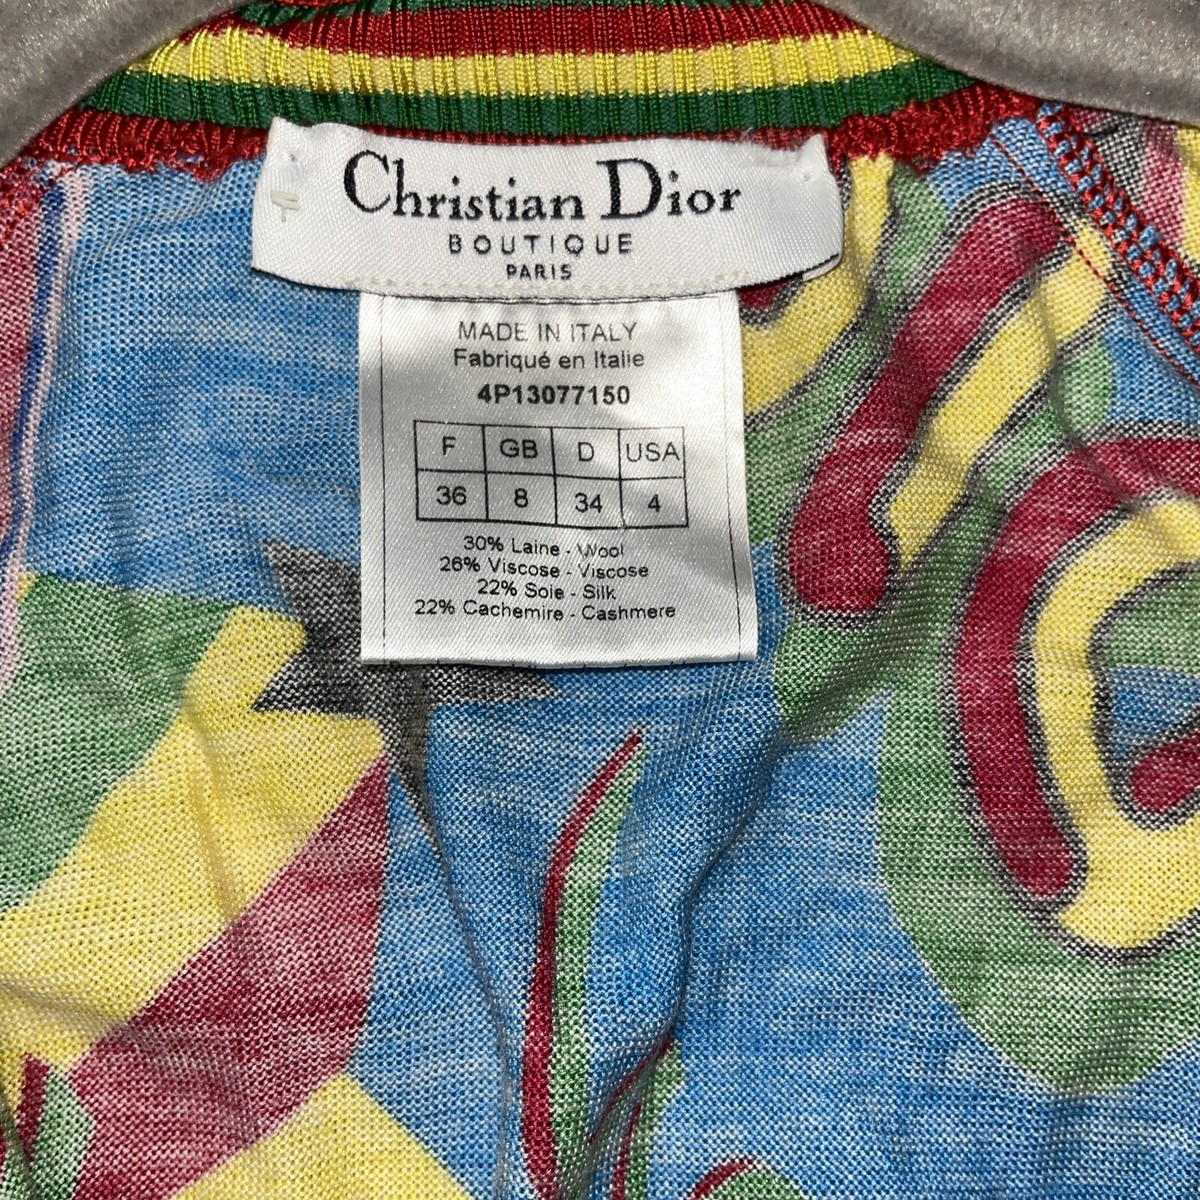 Christian Dior
BOUTIQUE
PARIS
MADE IN ITALY
Fabriqué en Italie
4P13077150
F GB D USA
36 8 34 4
30% Laine - Wool
26% Viscose - Viscose
22% Soie - Silk
22% Cachemire - Cashmere